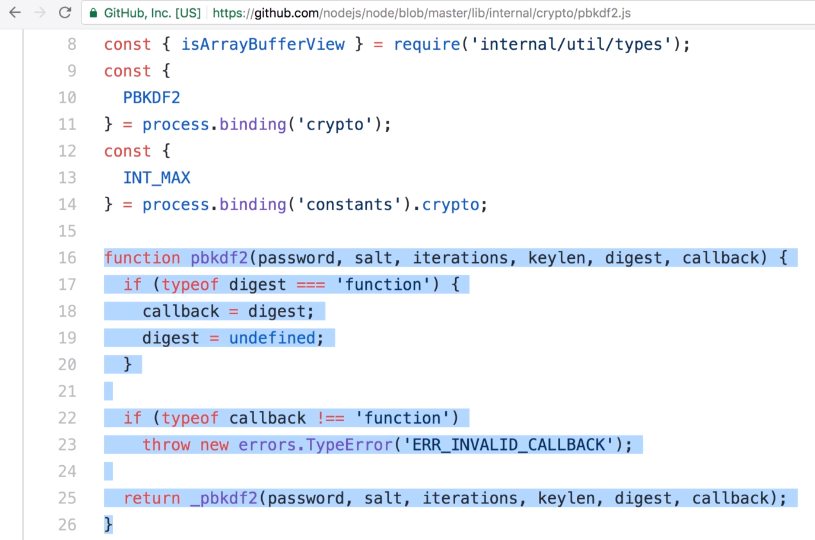 GitHub, Inc. [US] https://github.com/nodejs/node/blob/master/lib/internal/crypto/pbkdf2.js
8 const { isArrayBufferView } = require('internal/util/types');
9 const {
10   PBKDF2
11 } = process.binding('crypto');
12 const {
13   INT_MAX
14 } = process.binding('constants').crypto;
15
16 function pbkdf2(password, salt, iterations, keylen, digest, callback) {
17   if (typeof digest === 'function') {
18     callback = digest;
19     digest = undefined;
20   }
21
22   if (typeof callback !== 'function')
23     throw new errors.TypeError('ERR_INVALID_CALLBACK');
24
25   return _pbkdf2(password, salt, iterations, keylen, digest, callback);
26 }